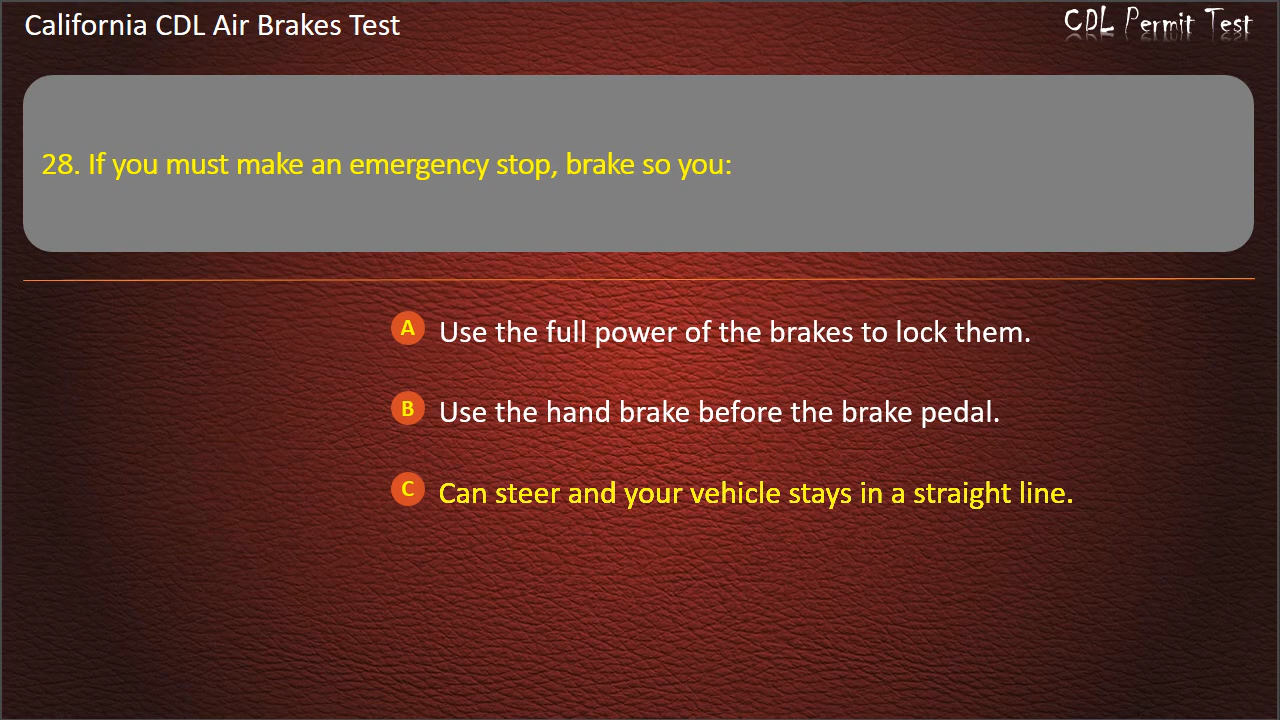 California CDL Air Brakes Test
CDL Permit Test
28. If you must make an emergency stop, brake so you:
A Use the full power of the brakes to lock them.
B Use the hand brake before the brake pedal.
C Can steer and your vehicle stays in a straight line.